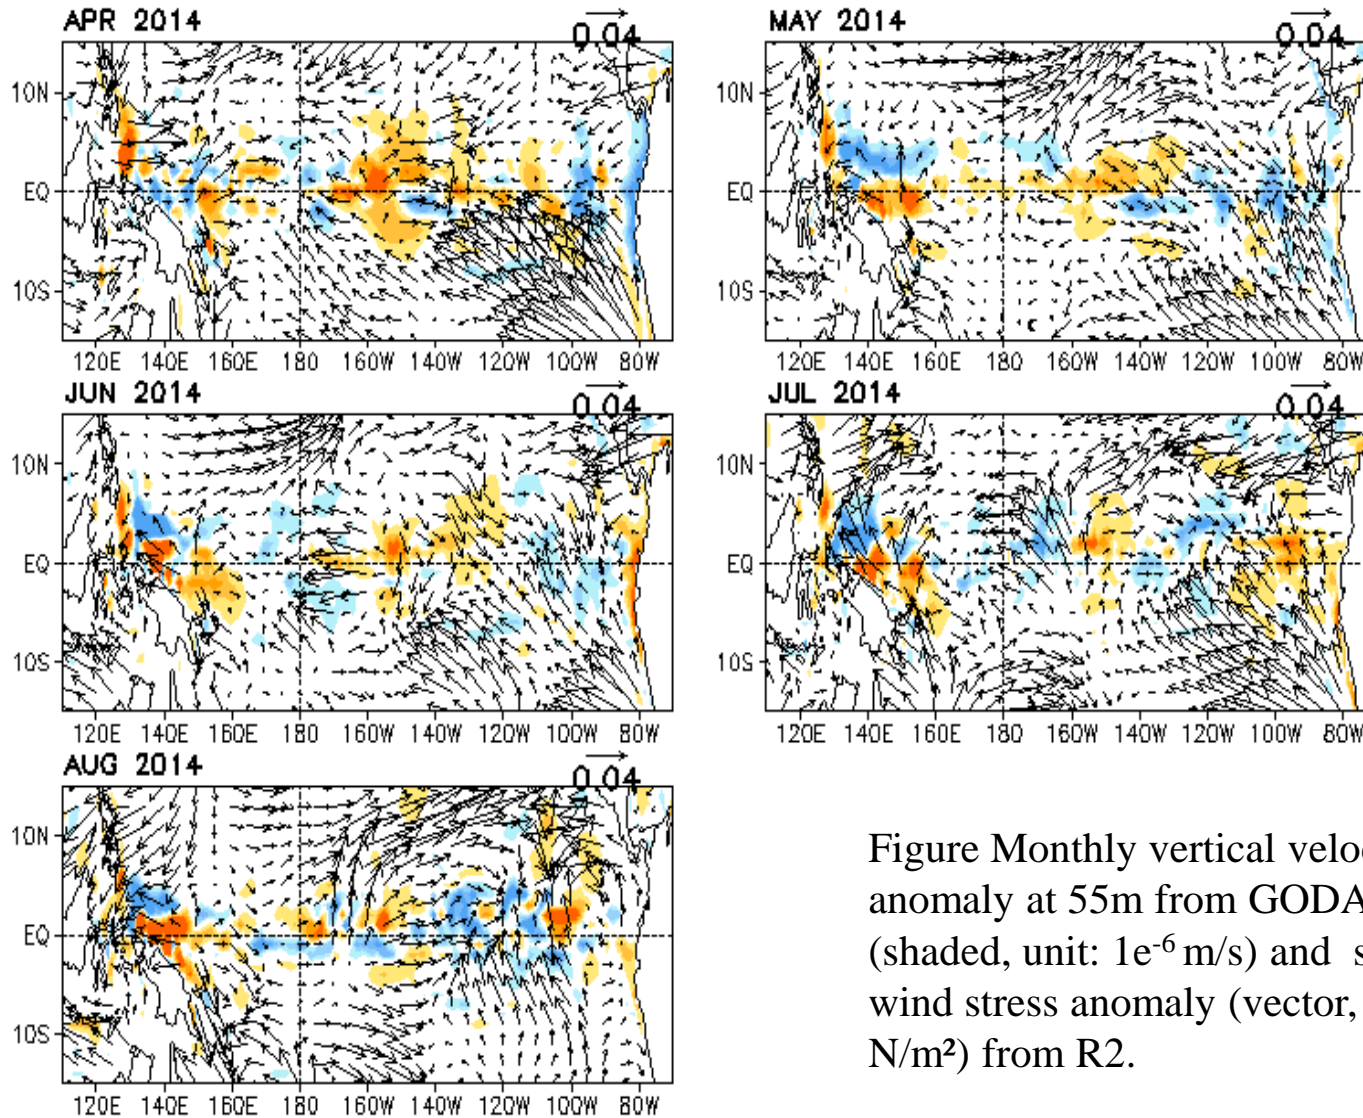 APR 2014
0.04
10N
EQ
10S
120E 140E 160E 180 160W 140W 120W 100W 80W
MAY 2014
0.04
10N
EQ
10S
120E 140E 160E 180 160W 140W 120W 100W 80W
JUN 2014
0.04
10N
EQ
10S
120E 140E 160E 180 160W 140W 120W 100W 80W
JUL 2014
0.04
10N
EQ
10S
120E 140E 160E 180 160W 140W 120W 100W 80W
AUG 2014
0.04
10N
EQ
10S
120E 140E 160E 180 160W 140W 120W 100W 80W
Figure Monthly vertical veloc
anomaly at 55m from GODA
(shaded, unit: 1e⁻⁶ m/s) and s
wind stress anomaly (vector,
N/m²) from R2.